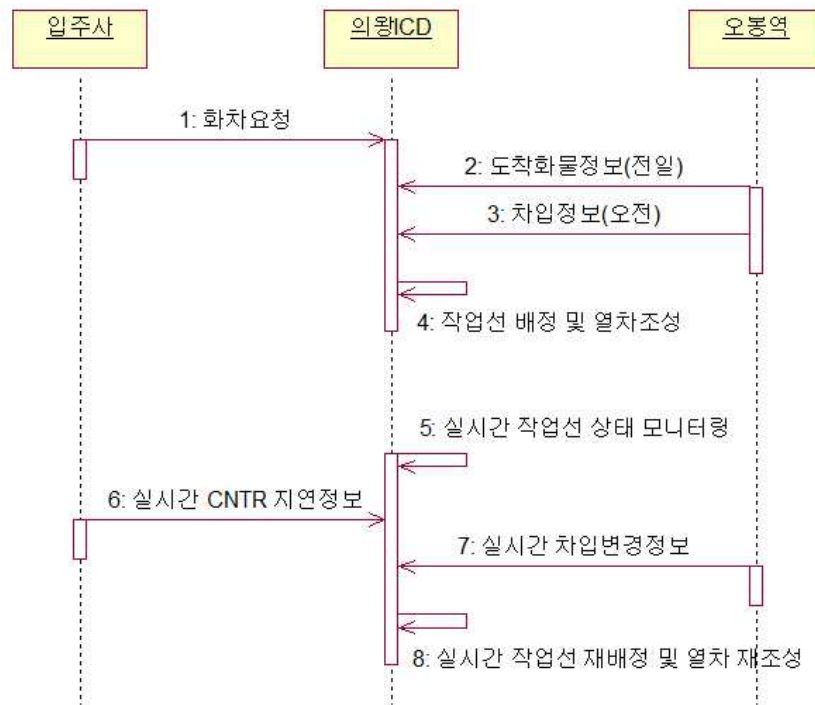 입주사
의왕ICD
오봉역
1: 화차요청
2: 도착화물정보(전일)
3: 차입정보(오전)
4: 작업선 배정 및 열차조성
5: 실시간 작업선 상태 모니터링
6: 실시간 CNTR 지연정보
7: 실시간 차입변경정보
8: 실시간 작업선 재배정 및 열차 재조성